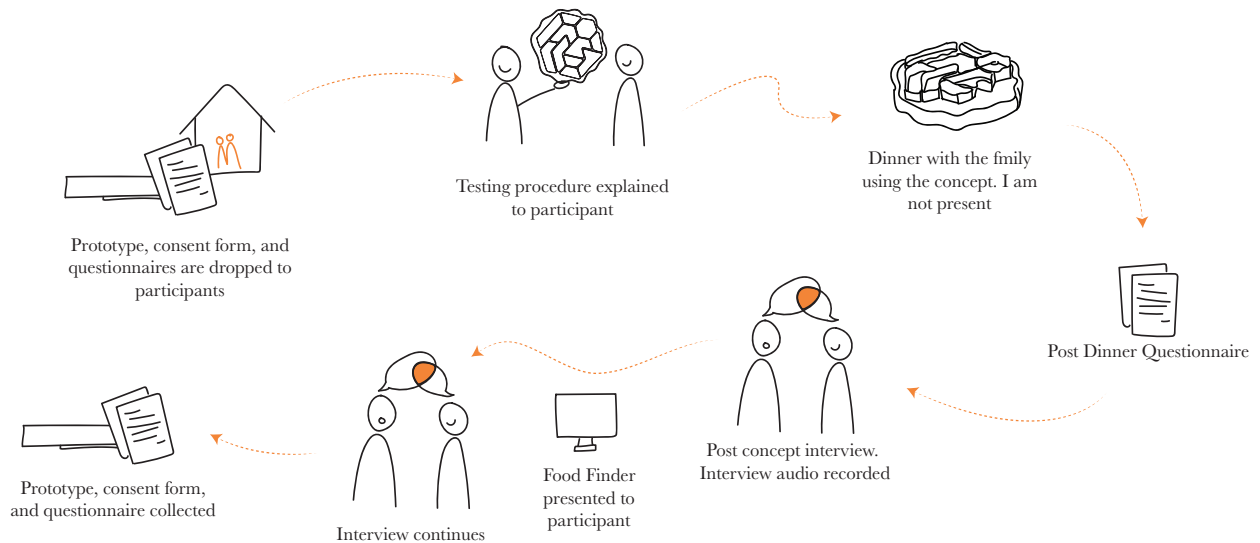 Prototype, consent form, and
questionnaires are dropped to
participants
Testing procedure explained
to participant
Dinner with the fmily
using the concept. I am
not present
Post Dinner Questionnaire
Post concept interview.
Interview audio recorded
Food Finder
presented to
participant
Interview continues
Prototype, consent form,
and questionnaire collected